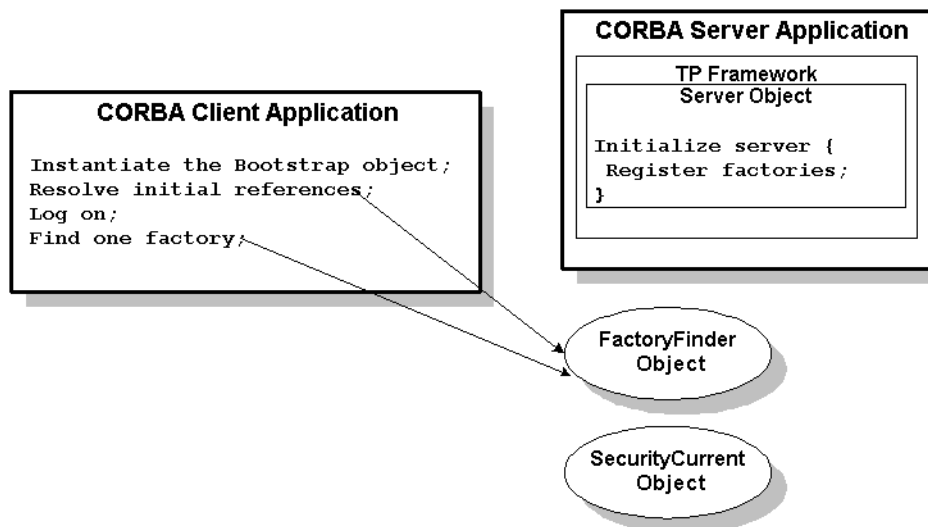 CORBA Client Application
Instantiate the Bootstrap object;
Resolve initial references;
Log on;
Find one factory;
CORBA Server Application
TP Framework
Server Object
Initialize server {
Register factories;
}
FactoryFinder
Object
SecurityCurrent
Object